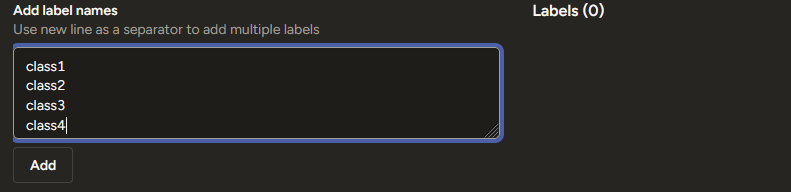 Add label names
Labels (0)
Use new line as a separator to add multiple labels
class1
class2
class3
class4
Add